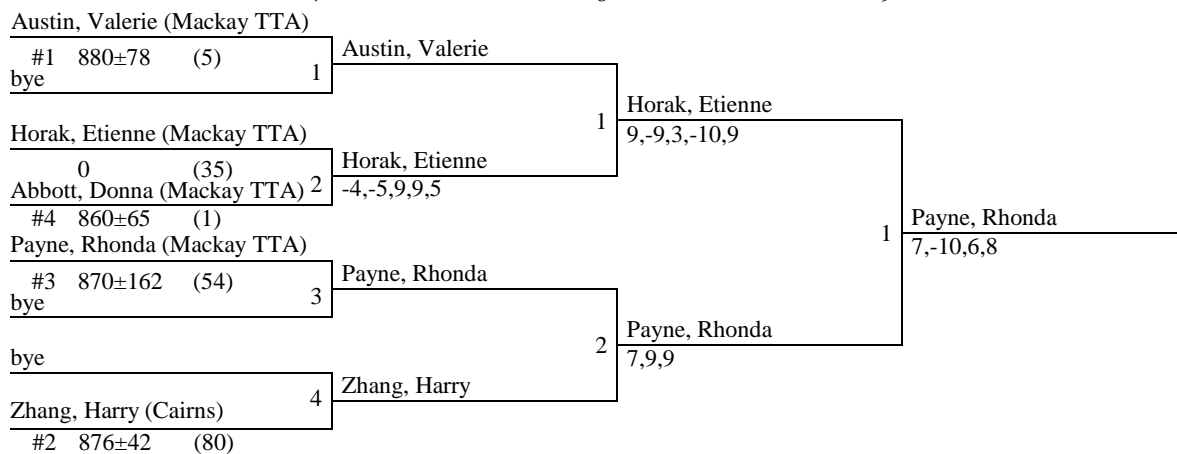 Austin, Valerie (Mackay TTA)
#1 880±78 (5)
bye
1
Austin, Valerie
Horak, Etienne (Mackay TTA)
0 (35)
Abbott, Donna (Mackay TTA)
#4 860±65 (1)
2
Horak, Etienne
-4,-5,9,9,5
1
Horak, Etienne
9,-9,3,-10,9
Payne, Rhonda (Mackay TTA)
#3 870±162 (54)
bye
3
Payne, Rhonda
bye
Zhang, Harry (Cairns)
#2 876±42 (80)
4
Zhang, Harry
2
Payne, Rhonda
7,9,9
1
Payne, Rhonda
7,-10,6,8